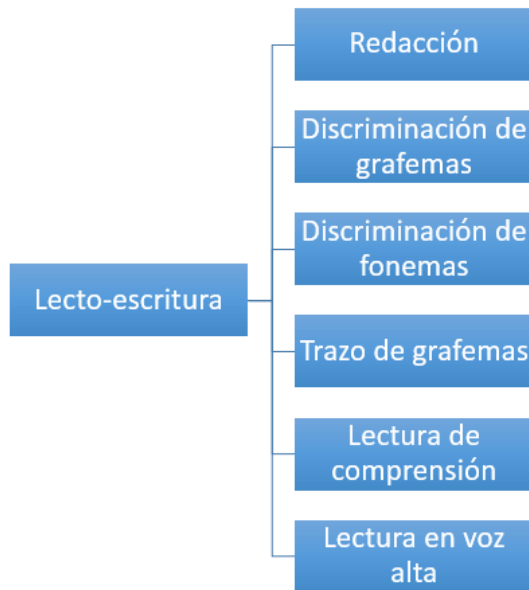 Redacción
Discriminación de
grafemas
Discriminación de
fonemas
Lecto-escritura
Trazo de grafemas
Lectura de
comprensión
Lectura en voz
alta